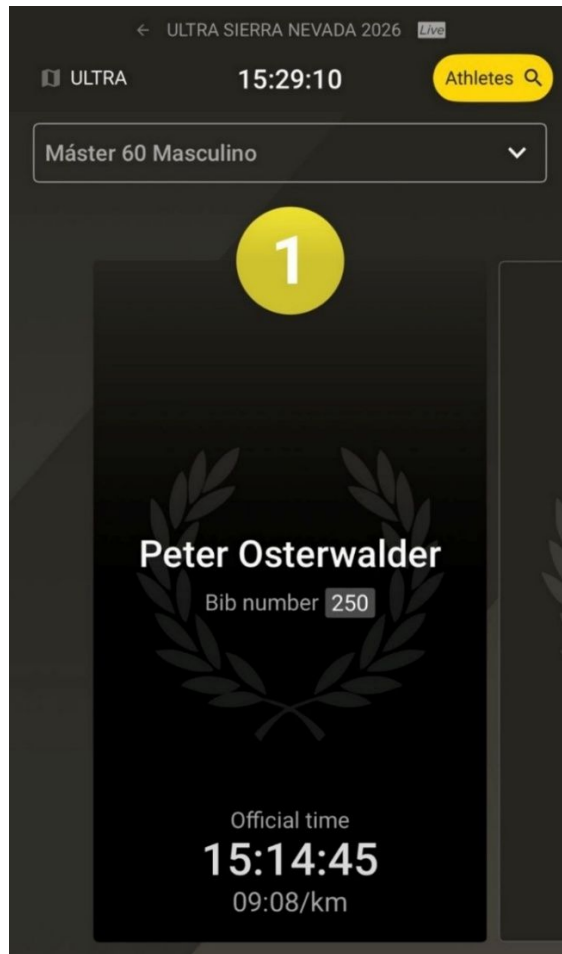 ← ULTRA SIERRA NEVADA 2026 Live
ULTRA 15:29:10 Athletes
Máster 60 Masculino
1
Peter Osterwalder
Bib number 250
Official time
15:14:45
09:08/km